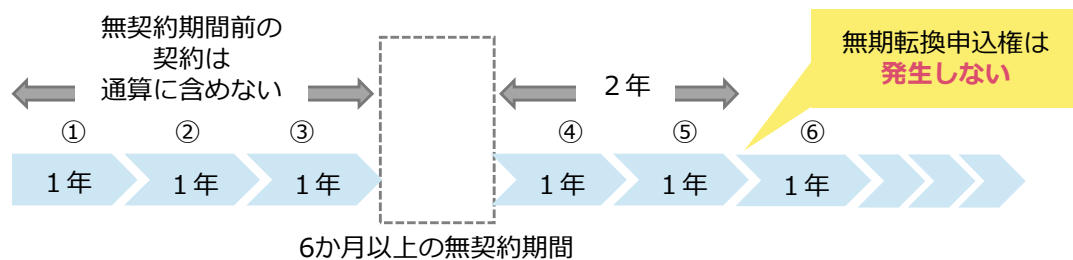 無契約期間前の
契約は
通算に含めない
2年
無期転換申込権は
発生しない
① ② ③ ④ ⑤ ⑥
1年 1年 1年 1年 1年 1年
6か月以上の無契約期間